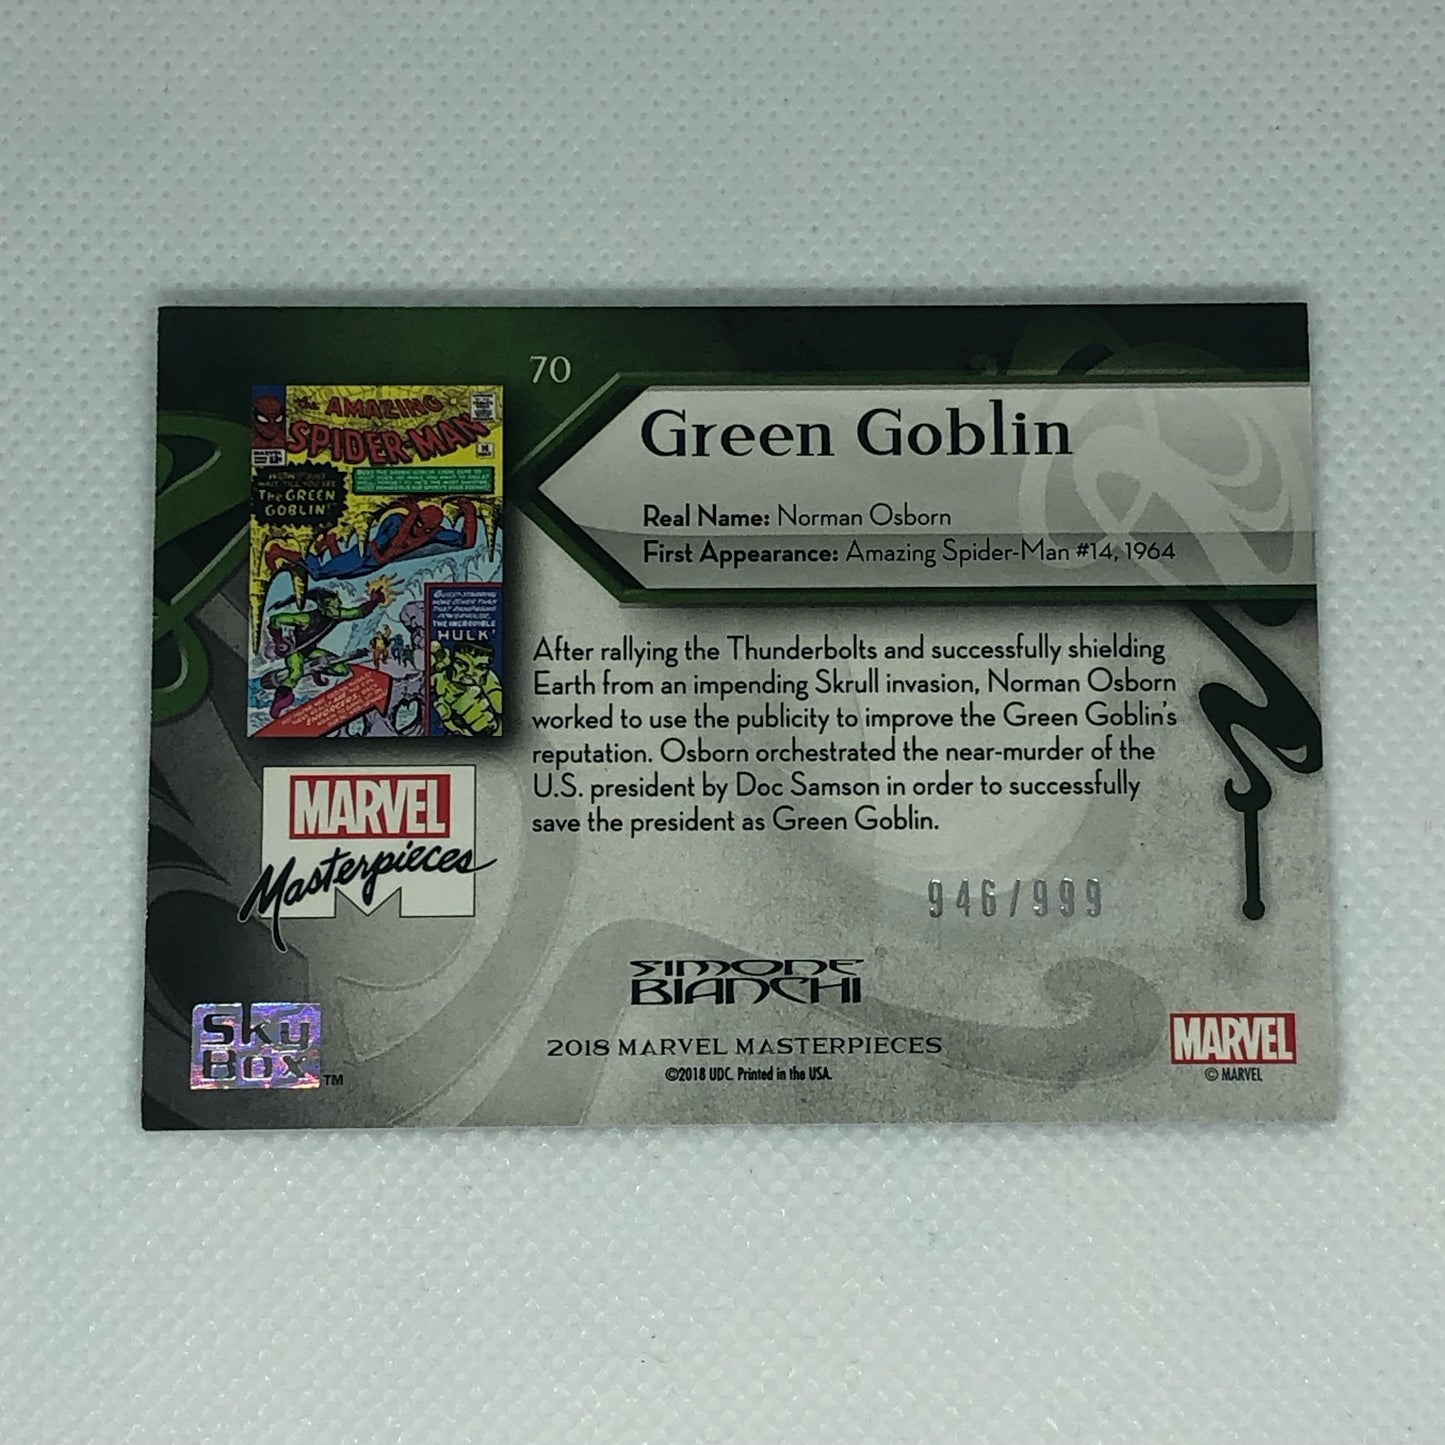 70
The AMAZING
SPIDER-MAN
14
The GREEN
GOBLIN!
THE INCREDIBLE
HULK!
Green Goblin
Real Name: Norman Osborn
First Appearance: Amazing Spider-Man #14, 1964
After rallying the Thunderbolts and successfully shielding
Earth from an impending Skrull invasion, Norman Osborn
worked to use the publicity to improve the Green Goblin's
reputation. Osborn orchestrated the near-murder of the
U.S. president by Doc Samson in order to successfully
save the president as Green Goblin.
MARVEL
Masterpieces
946/999
SIMONE
BIANCHI
Sky
Box ™
2018 MARVEL MASTERPIECES
©2018 UDC. Printed in the USA.
MARVEL
© MARVEL